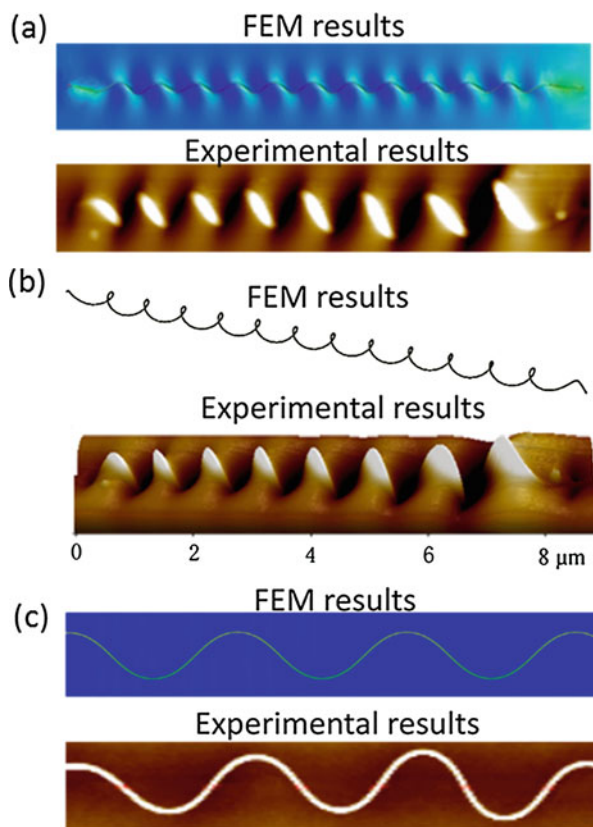 (a)
FEM results
Experimental results
(b)
FEM results
Experimental results
0 2 4 6 8 μm
(c)
FEM results
Experimental results